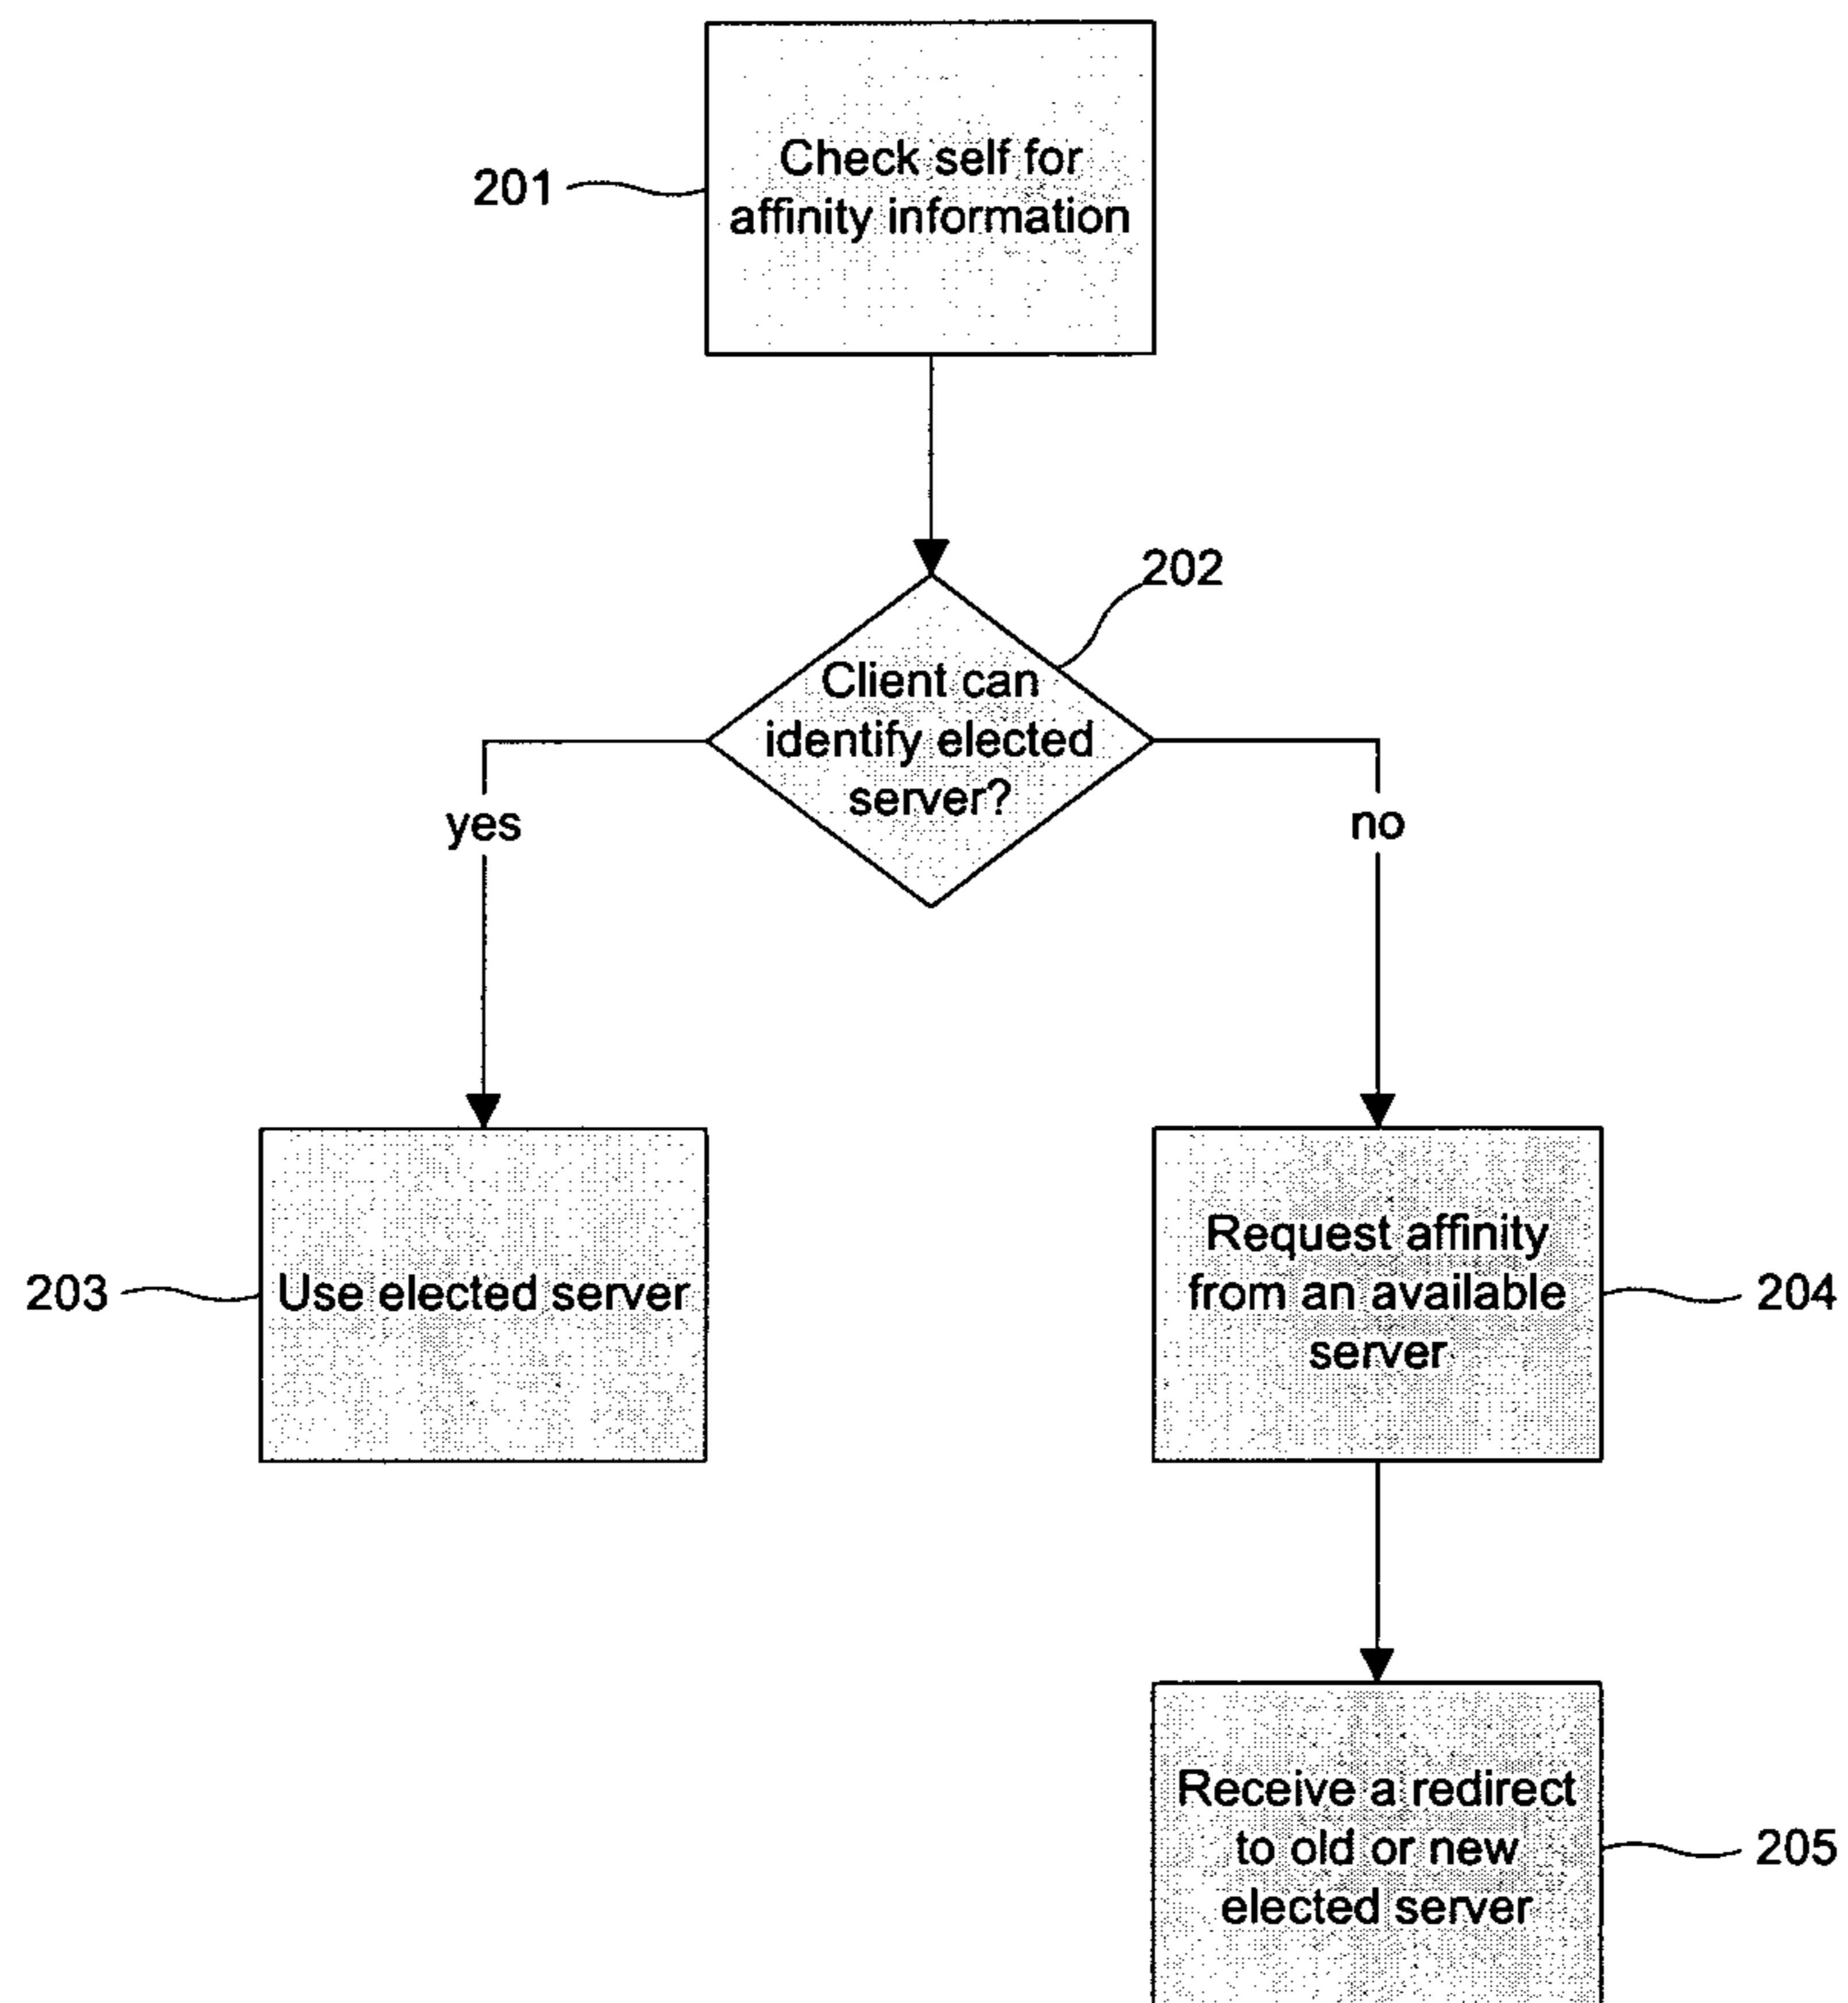 Check self for
affinity information
201
202
Client can
identify elected
server?
yes
no
203
Use elected server
Request affinity
from an available
server
204
Receive a redirect
to old or new
elected server
205